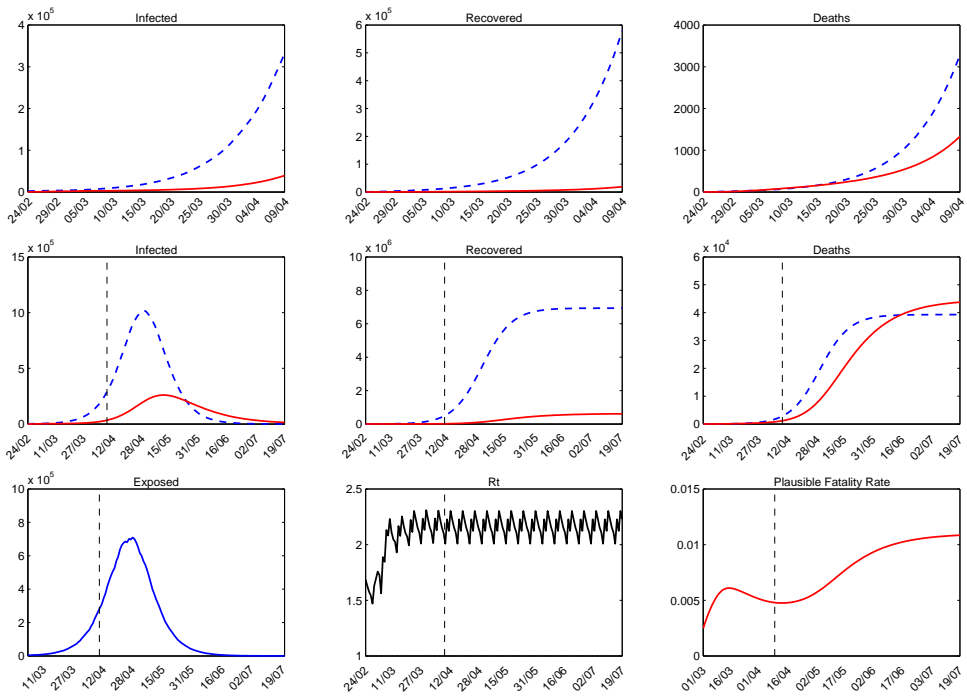 Infected
x 10^5
4
3
2
1
0
24/02 29/02 05/03 10/03 15/03 20/03 25/03 30/03 04/04 09/04
Recovered
x 10^5
6
5
4
3
2
1
0
24/02 29/02 05/03 10/03 15/03 20/03 25/03 30/03 04/04 09/04
Deaths
4000
3000
2000
1000
0
24/02 29/02 05/03 10/03 15/03 20/03 25/03 30/03 04/04 09/04
Infected
x 10^5
15
10
5
0
24/02 11/03 27/03 12/04 28/04 15/05 31/05 16/06 02/07 19/07
Recovered
x 10^6
10
8
6
4
2
0
24/02 11/03 27/03 12/04 28/04 15/05 31/05 16/06 02/07 19/07
Deaths
x 10^4
6
5
4
3
2
1
0
24/02 11/03 27/03 12/04 28/04 15/05 31/05 16/06 02/07 19/07
Exposed
x 10^5
10
8
6
4
2
0
11/03 27/03 12/04 28/04 15/05 31/05 16/06 02/07 19/07
Rt
2.5
2
1.5
1
24/02 11/03 27/03 12/04 28/04 15/05 31/05 16/06 02/07 19/07
Plausible Fatality Rate
0.015
0.01
0.005
0
01/03 16/03 01/04 16/04 02/05 17/05 02/06 17/06 03/07 19/07